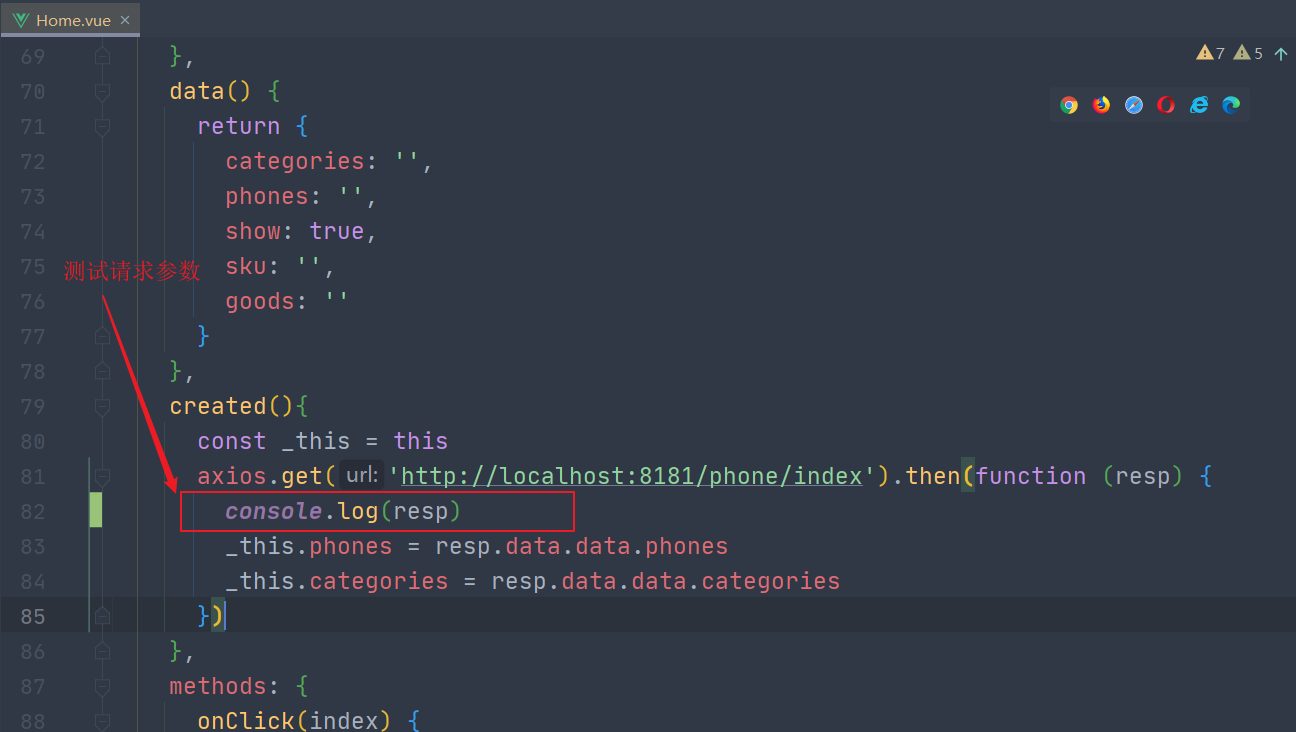 Home.vue ×
7 5
69 },
70 data() {
71 return {
72 categories: '',
73 phones: '',
74 show: true,
75 sku: '',
测试请求参数
76 goods: ''
77 }
78 },
79 created(){
80 const _this = this
81 axios.get( url: 'http://localhost:8181/phone/index').then(function (resp) {
82 console.log(resp)
83 _this.phones = resp.data.data.phones
84 _this.categories = resp.data.data.categories
85 })
86 },
87 methods: {
88 onClick(index) {